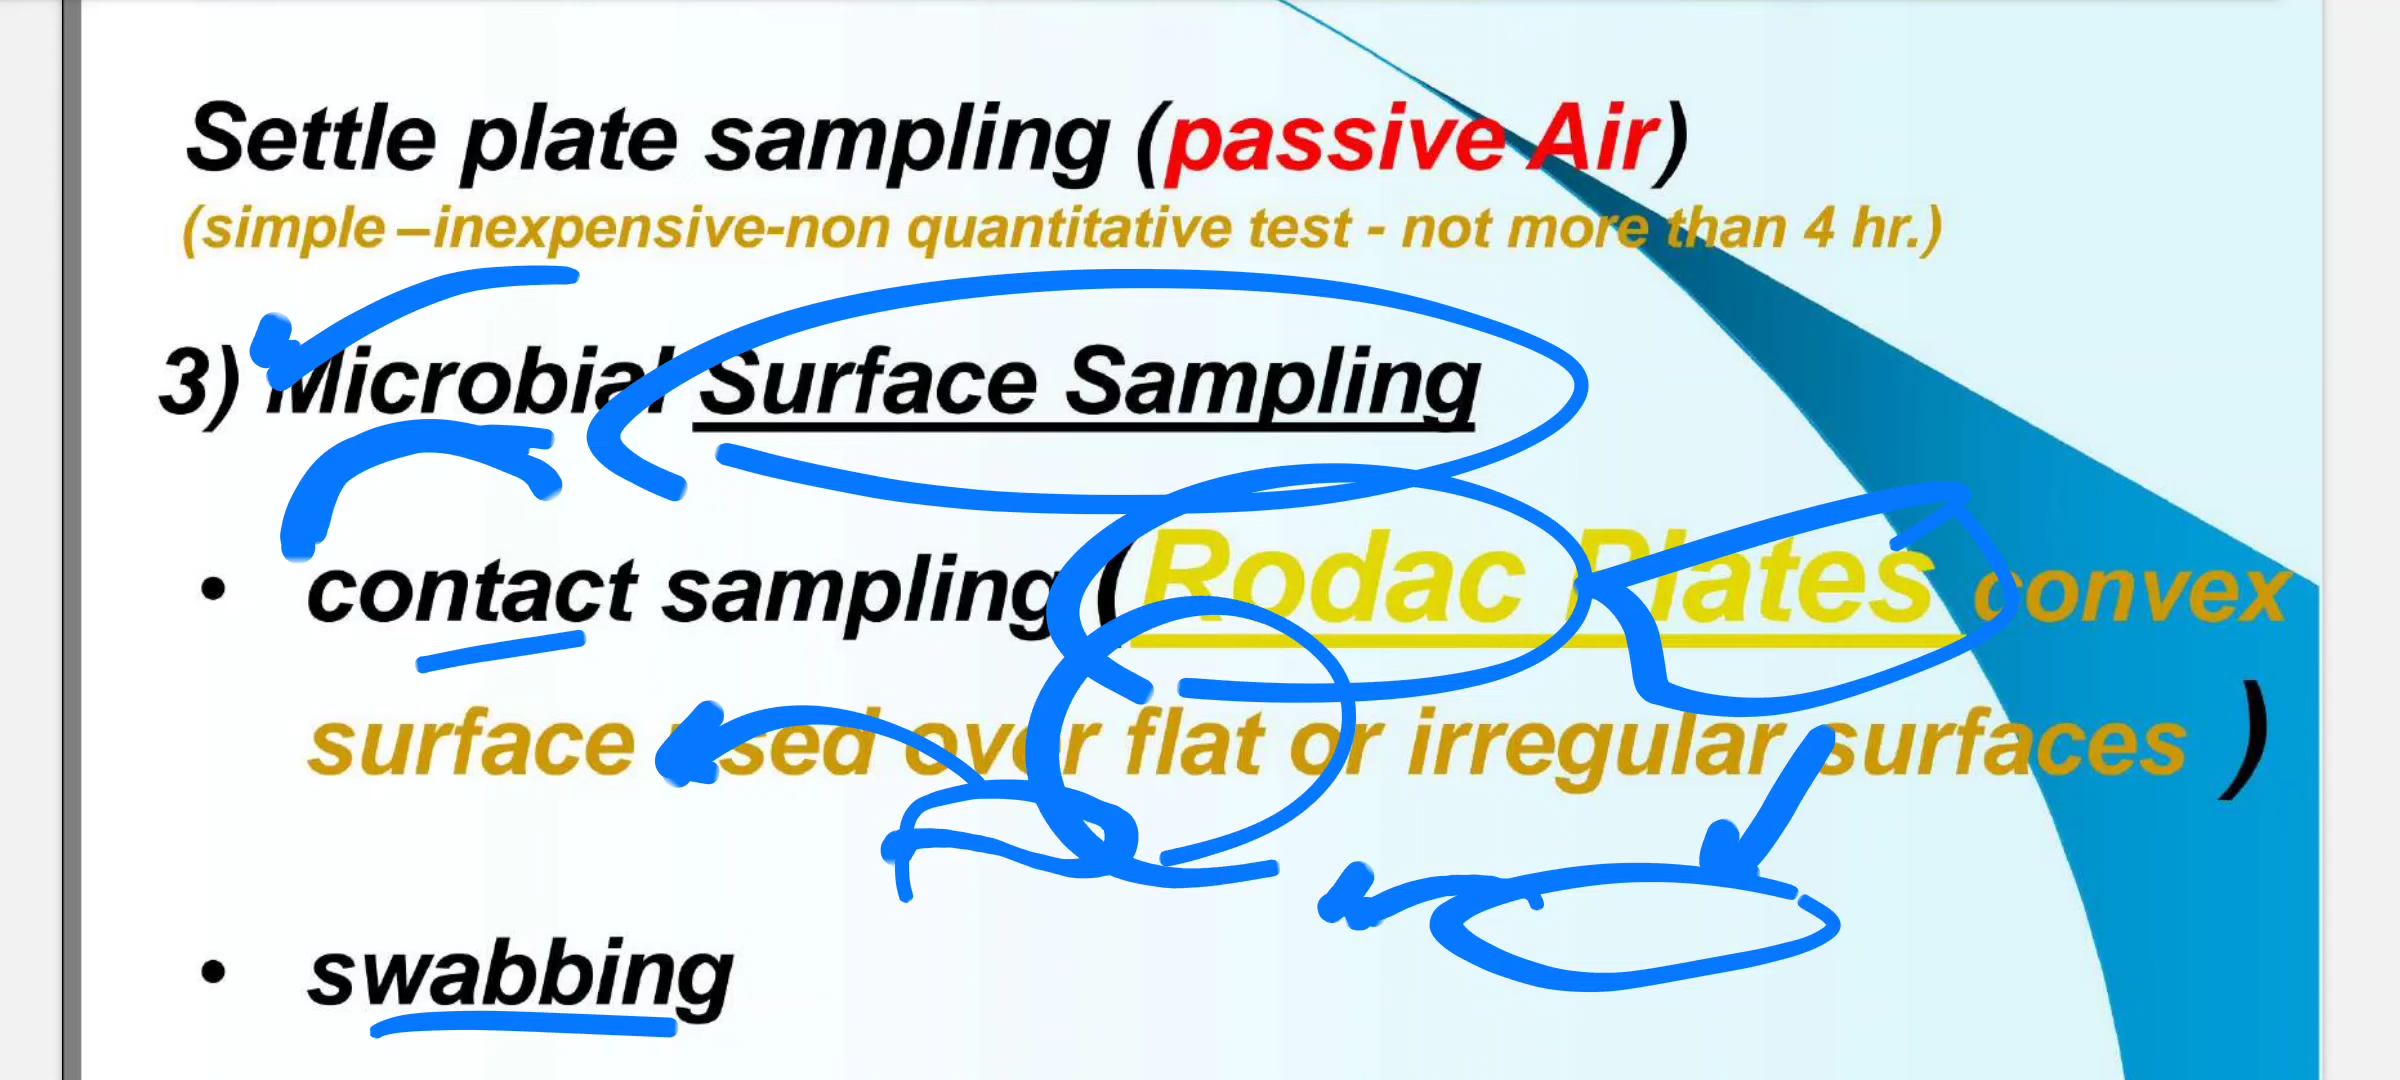 Settle plate sampling (passive Air)
(simple –inexpensive-non quantitative test - not more than 4 hr.)
3) Microbial Surface Sampling
• contact sampling (Rodac Plates convex
surface used over flat or irregular surfaces )
• swabbing